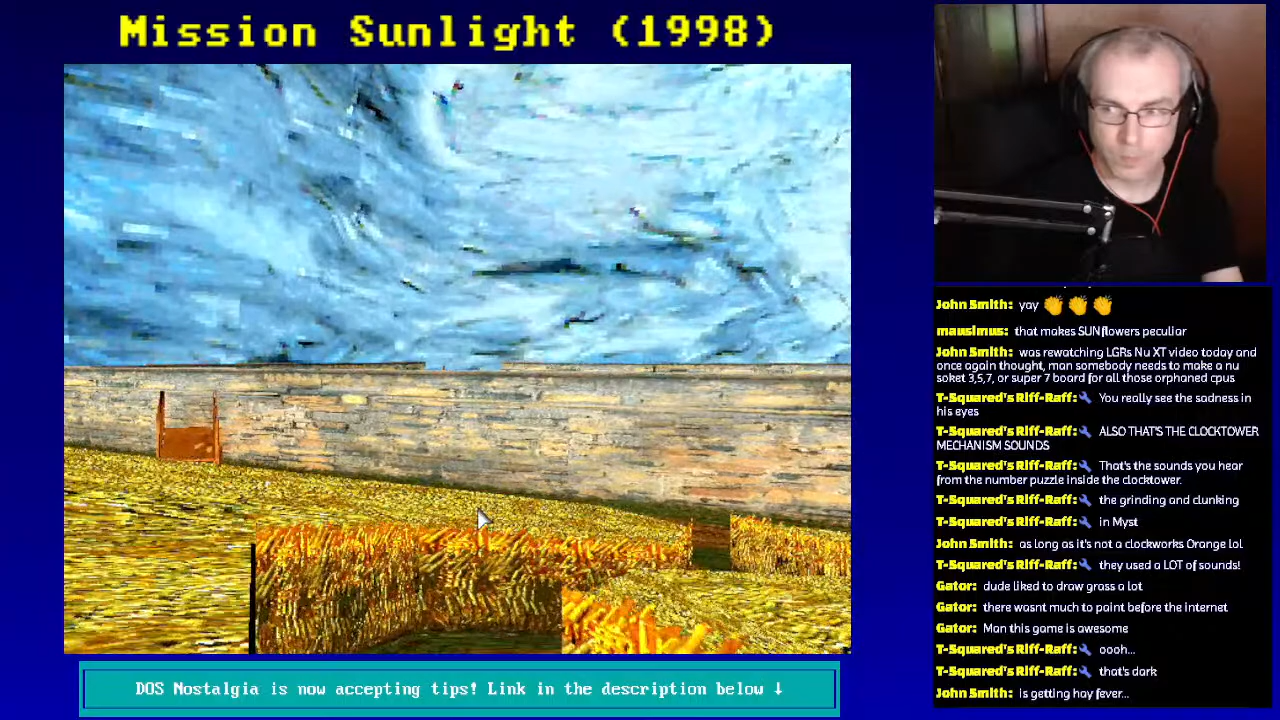 Mission Sunlight (1998)
John Smith: yay 👏 👏 👏
mausimus: that makes SUNflowers peculiar
John Smith: was rewatching LGRs Nu XT video today and
once again thought, man somebody needs to make a nu
soket 3,5,7, or super 7 board for all those orphaned cpus
T-Squared's Riff-Raff: You really see the sadness in
his eyes
T-Squared's Riff-Raff: ALSO THAT'S THE CLOCKTOWER
MECHANISM SOUNDS
T-Squared's Riff-Raff: That's the sounds you hear
from the number puzzle inside the clocktower.
T-Squared's Riff-Raff: the grinding and clunking
T-Squared's Riff-Raff: in Myst
John Smith: as long as it's not a clockworks Orange lol
T-Squared's Riff-Raff: they used a LOT of sounds!
Gator: dude liked to draw grass a lot
Gator: there wasnt much to paint before the internet
Gator: Man this game is awesome
T-Squared's Riff-Raff: oooh...
T-Squared's Riff-Raff: that's dark
John Smith: is getting hay fever...
DOS Nostalgia is now accepting tips! Link in the description below ↓